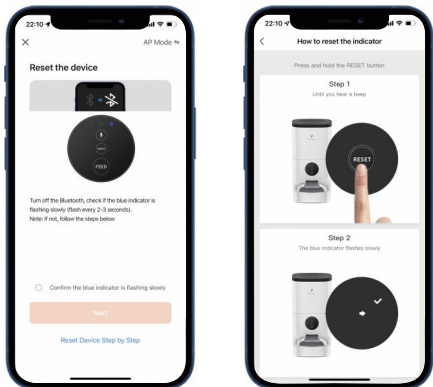 22:10
AP Mode
Reset the device
FEED
Turn off the Bluetooth, check if the blue indicator is
flashing slowly (flash every 2-3 seconds).
Note: If not, follow the steps below
Confirm the blue indicator is flashing slowly
Next
Reset Device Step by Step
22:10
How to reset the indicator
Press and hold the RESET button
Step 1
Until you hear a beep
RESET
Step 2
The blue indicator flashes slowly